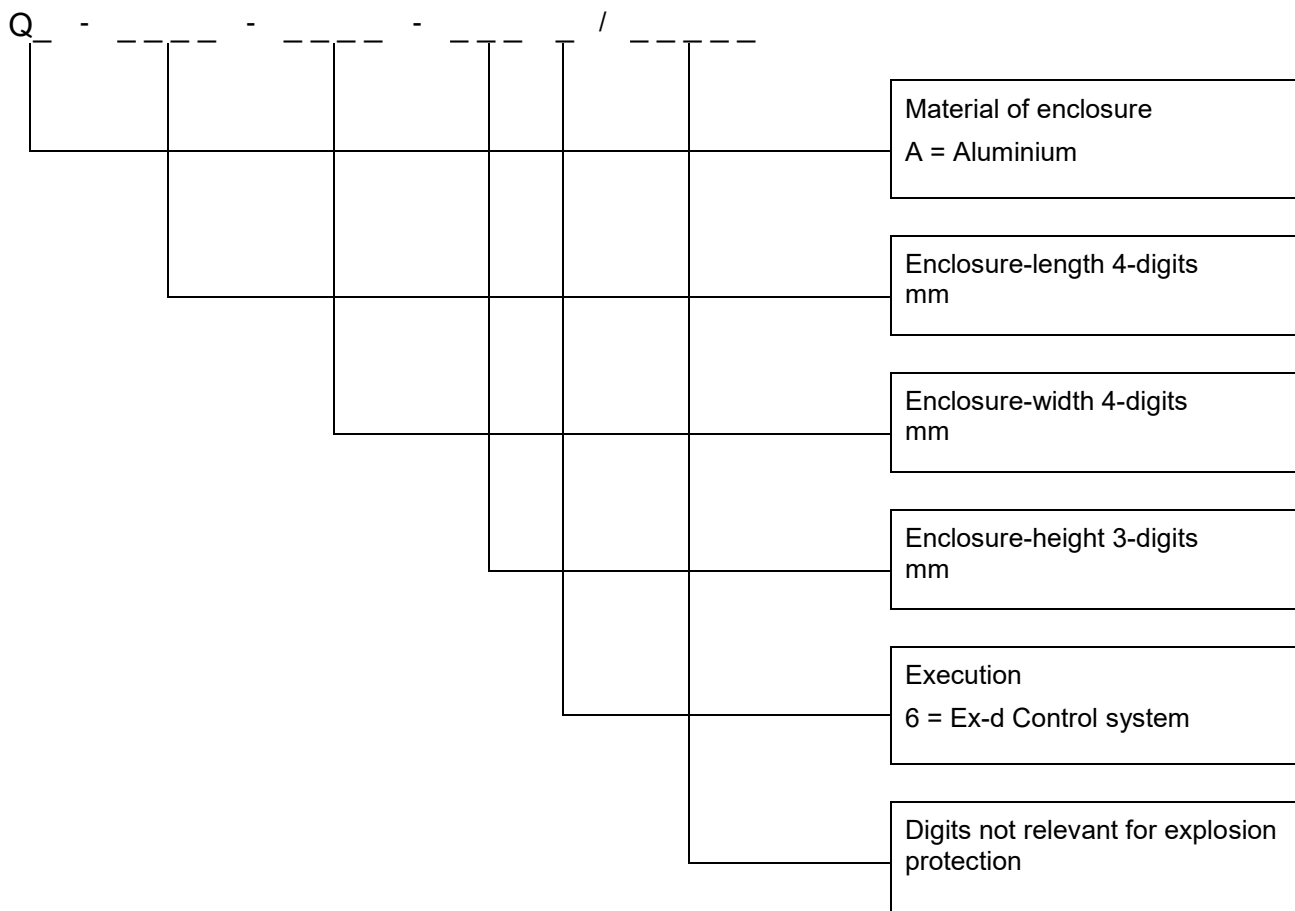 Q_ - _ _ _ _ - _ _ _ _ - _ _ _ _ / _ _ _ _ _
Material of enclosure
A = Aluminium
Enclosure-length 4-digits
mm
Enclosure-width 4-digits
mm
Enclosure-height 3-digits
mm
Execution
6 = Ex-d Control system
Digits not relevant for explosion
protection